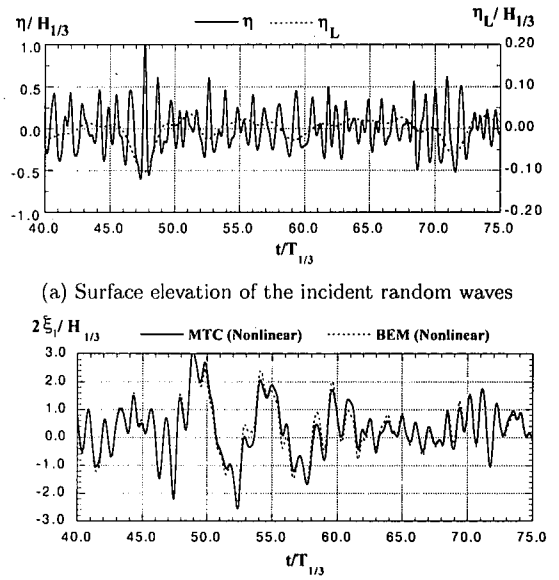 η/H1/3 — η ····· ηL ηL/H1/3
1.0 0.20
0.5 0.10
0.0 0.00
-0.5 -0.10
-1.0 -0.20
40.0 45.0 50.0 55.0 60.0 65.0 70.0 75.0
t/T1/3
(a) Surface elevation of the incident random waves
2ξ1/H1/3 — MTC (Nonlinear) ····· BEM (Nonlinear)
3.0
2.0
1.0
0.0
-1.0
-2.0
-3.0
40.0 45.0 50.0 55.0 60.0 65.0 70.0 75.0
t/T1/3